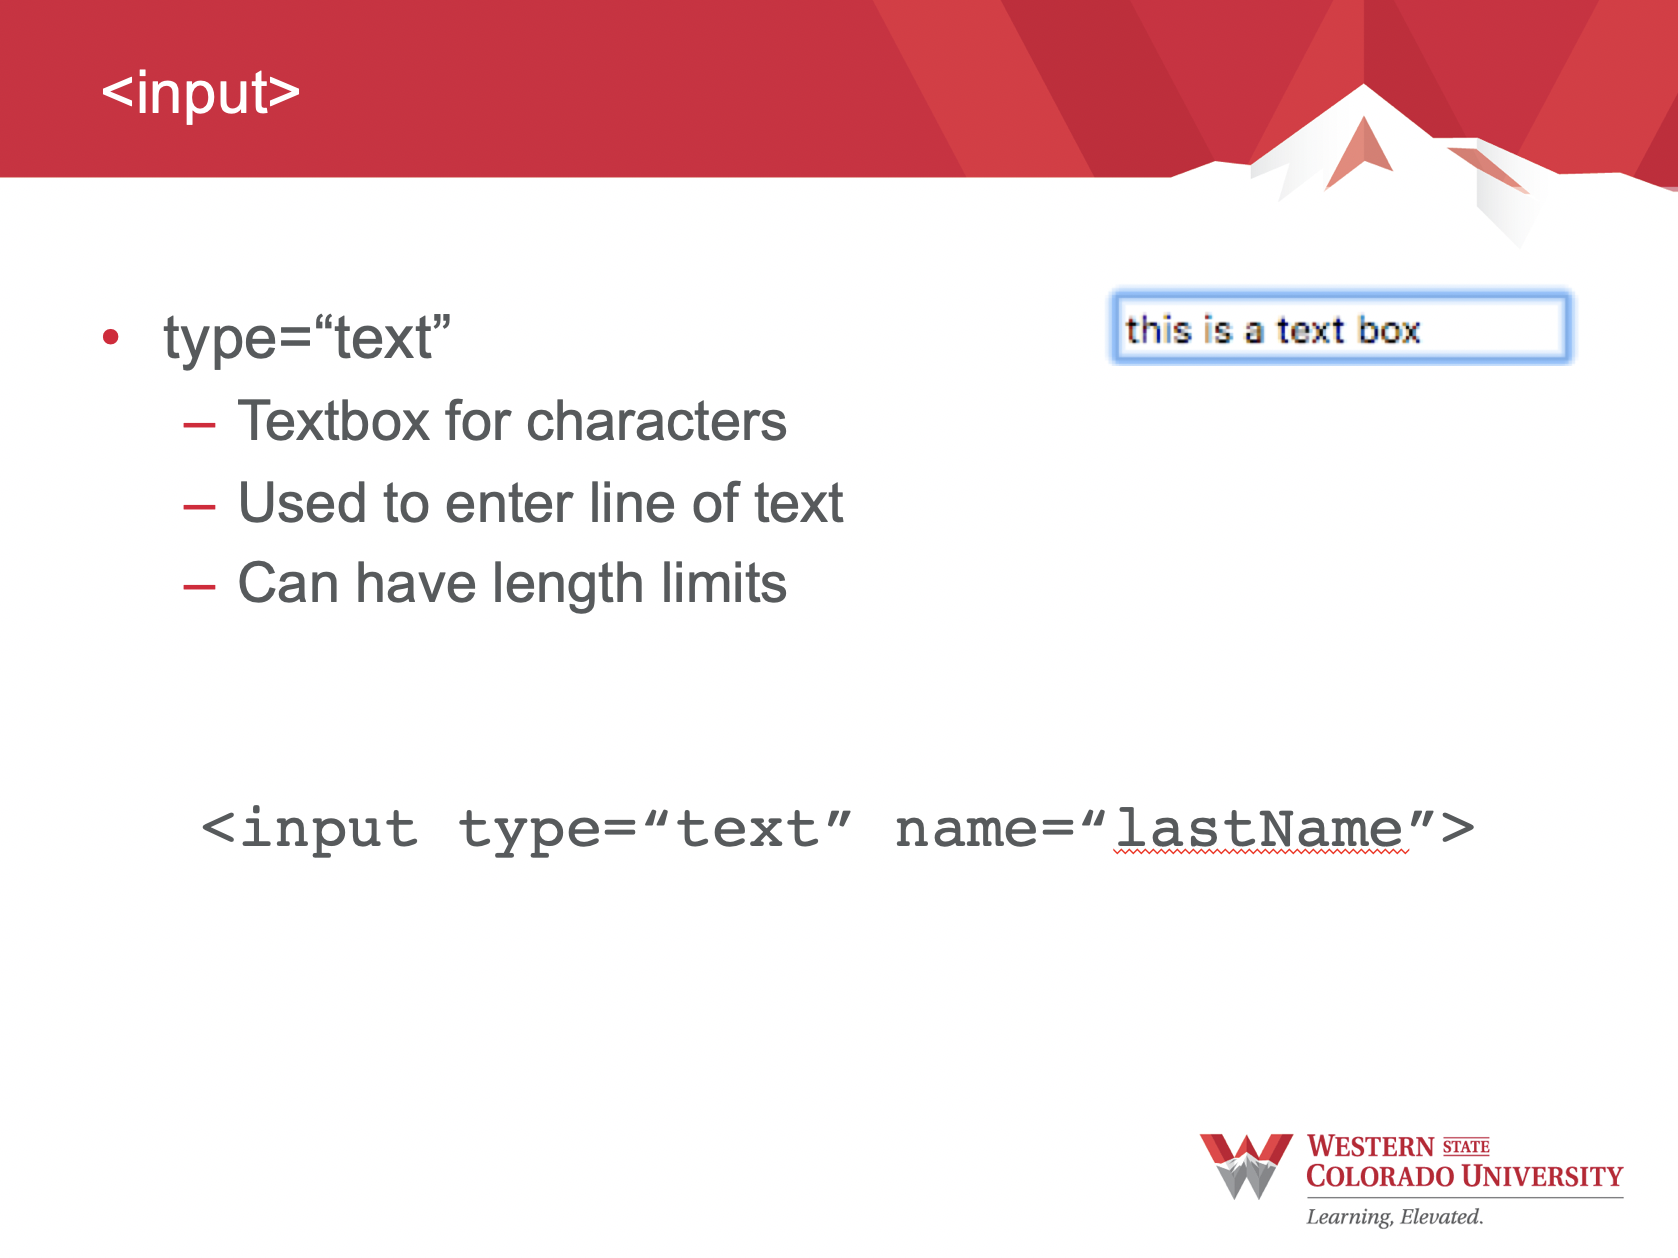 <input>
• type=“text”
this is a text box
– Textbox for characters
– Used to enter line of text
– Can have length limits
<input type=“text” name=“lastName”>
WESTERN STATE
COLORADO UNIVERSITY
Learning, Elevated.